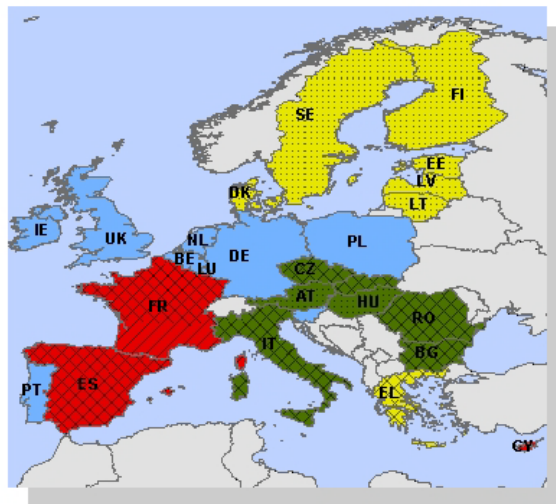 FI
SE
EE
LV
DK
LT
IE
UK
NL
PL
DE
BE
LU
CZ
AT
HU
FR
RO
IT
BG
ES
PT
EL
CY